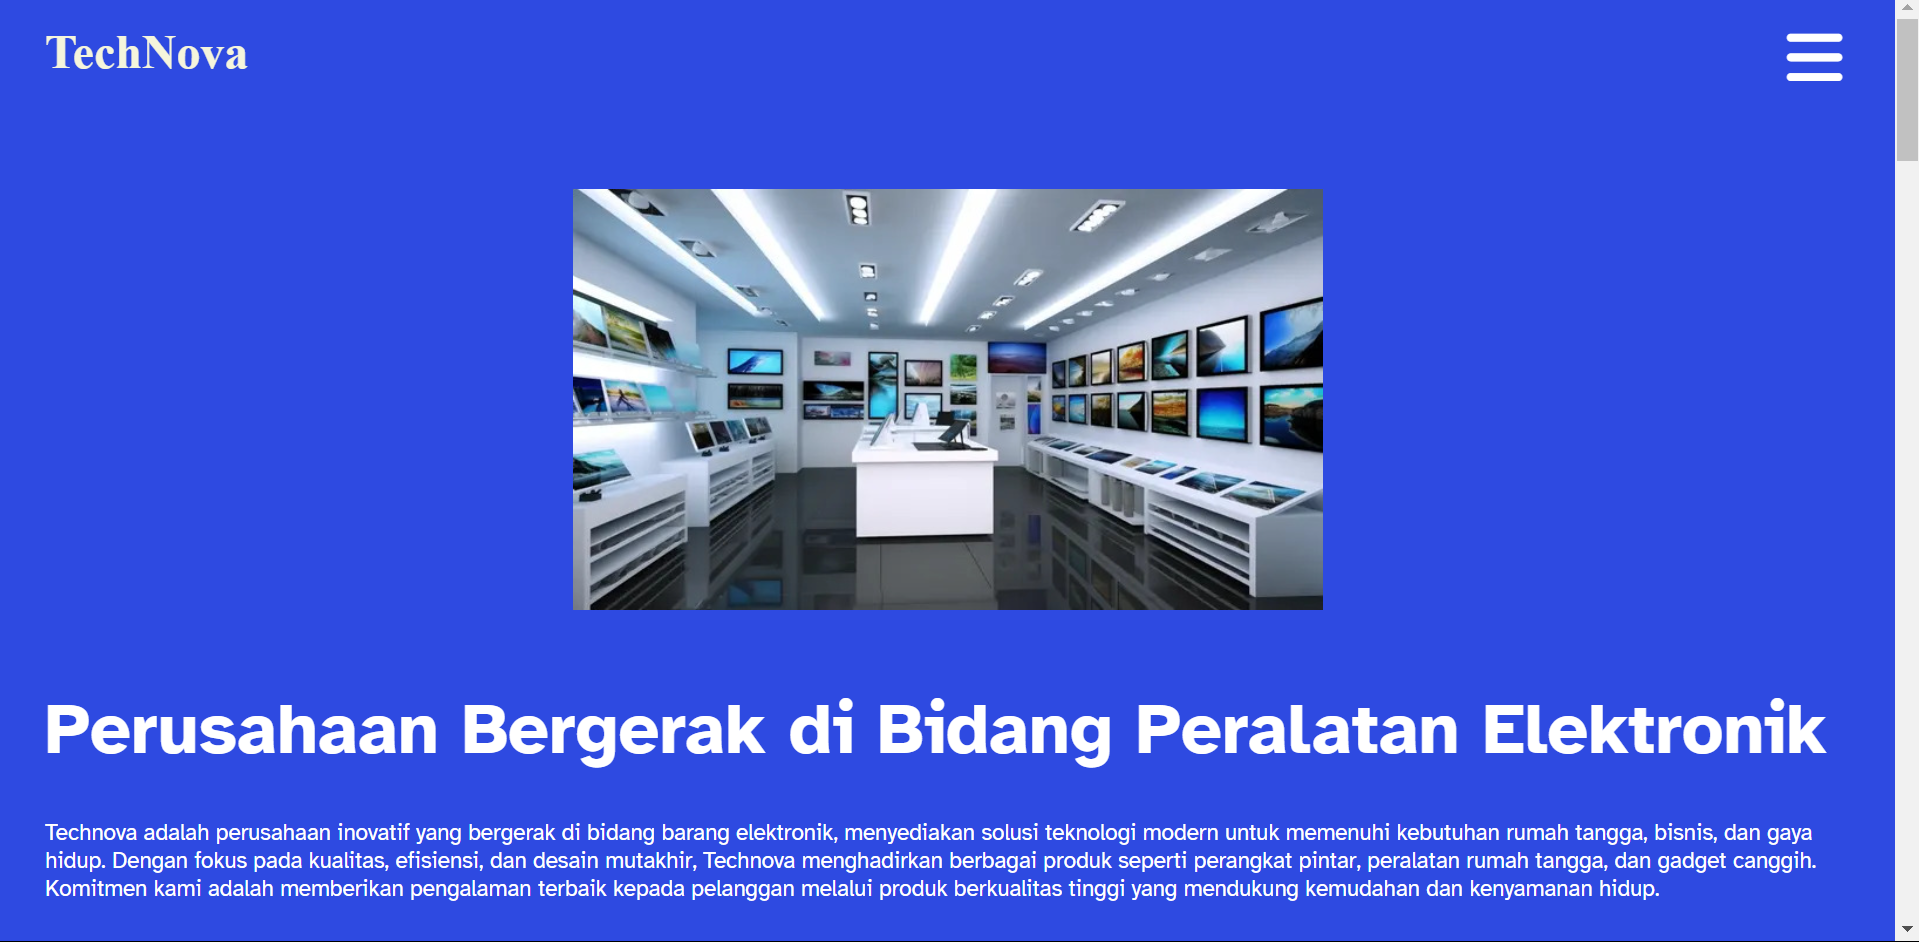 TechNova
Perusahaan Bergerak di Bidang Peralatan Elektronik
Technova adalah perusahaan inovatif yang bergerak di bidang barang elektronik, menyediakan solusi teknologi modern untuk memenuhi kebutuhan rumah tangga, bisnis, dan gaya
hidup. Dengan fokus pada kualitas, efisiensi, dan desain mutakhir, Technova menghadirkan berbagai produk seperti perangkat pintar, peralatan rumah tangga, dan gadget canggih.
Komitmen kami adalah memberikan pengalaman terbaik kepada pelanggan melalui produk berkualitas tinggi yang mendukung kemudahan dan kenyamanan hidup.